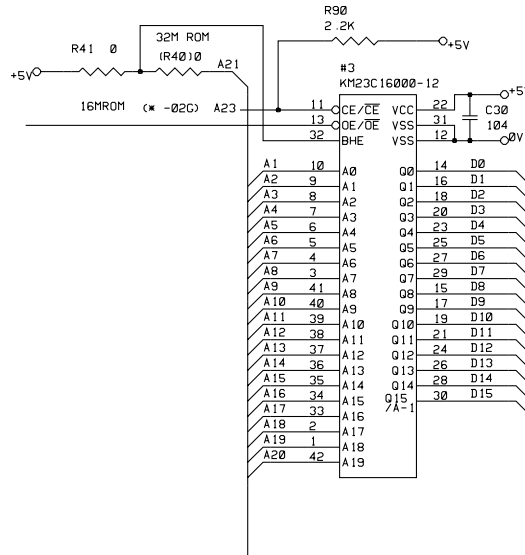 R90
2.2K
+5V
32M ROM
R41 0
(R40)0
A21
+5V
#3
KM23C16000-12
16MROM (* -02G) A23
11 CE/CE VCC 22 +5V
13 OE/OE VSS 31 C30
32 BHE VSS 12 104 0V
A1 10 A0 Q0 14 D0
A2 9 A1 Q1 16 D1
A3 8 A2 Q2 18 D2
A4 7 A3 Q3 20 D3
A5 6 A4 Q4 23 D4
A6 5 A5 Q5 25 D5
A7 4 A6 Q6 27 D6
A8 3 A7 Q7 29 D7
A9 41 A8 Q8 15 D8
A10 40 A9 Q9 17 D9
A11 39 A10 Q10 19 D10
A12 38 A11 Q11 21 D11
A13 37 A12 Q12 24 D12
A14 36 A13 Q13 26 D13
A15 35 A14 Q14 28 D14
A16 34 A15 Q15 30 D15
/A-1
A17 33 A16
A18 2 A17
A19 1 A18
A20 42 A19